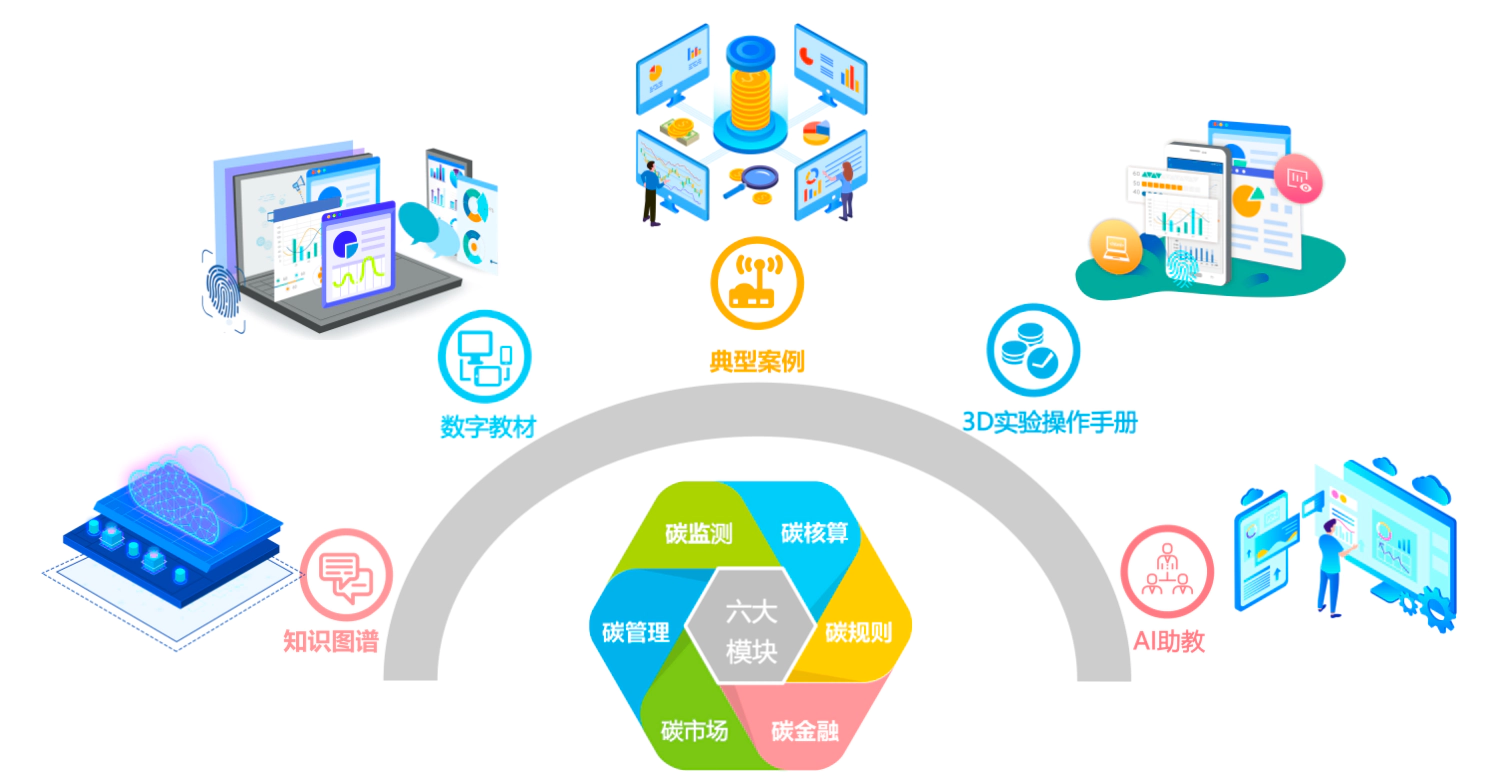 典型案例
数字教材
3D实验操作手册
知识图谱
AI助教
碳监测
碳核算
碳管理
六大
模块
碳规则
碳市场
碳金融